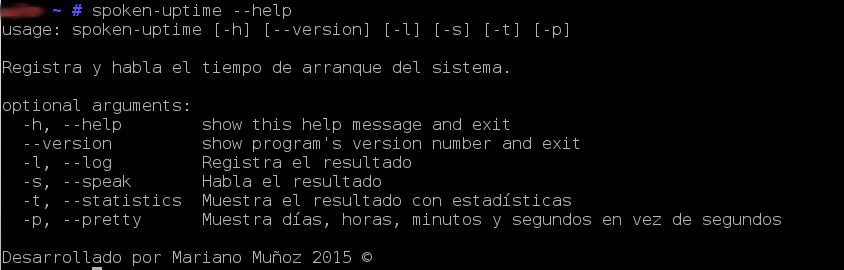 ~ # spoken-uptime --help
usage: spoken-uptime [-h] [--version] [-l] [-s] [-t] [-p]
Registra y habla el tiempo de arranque del sistema.
optional arguments:
-h, --help show this help message and exit
--version show program's version number and exit
-l, --log Registra el resultado
-s, --speak Habla el resultado
-t, --statistics Muestra el resultado con estadísticas
-p, --pretty Muestra días, horas, minutos y segundos en vez de segundos
Desarrollado por Mariano Muñoz 2015 ©